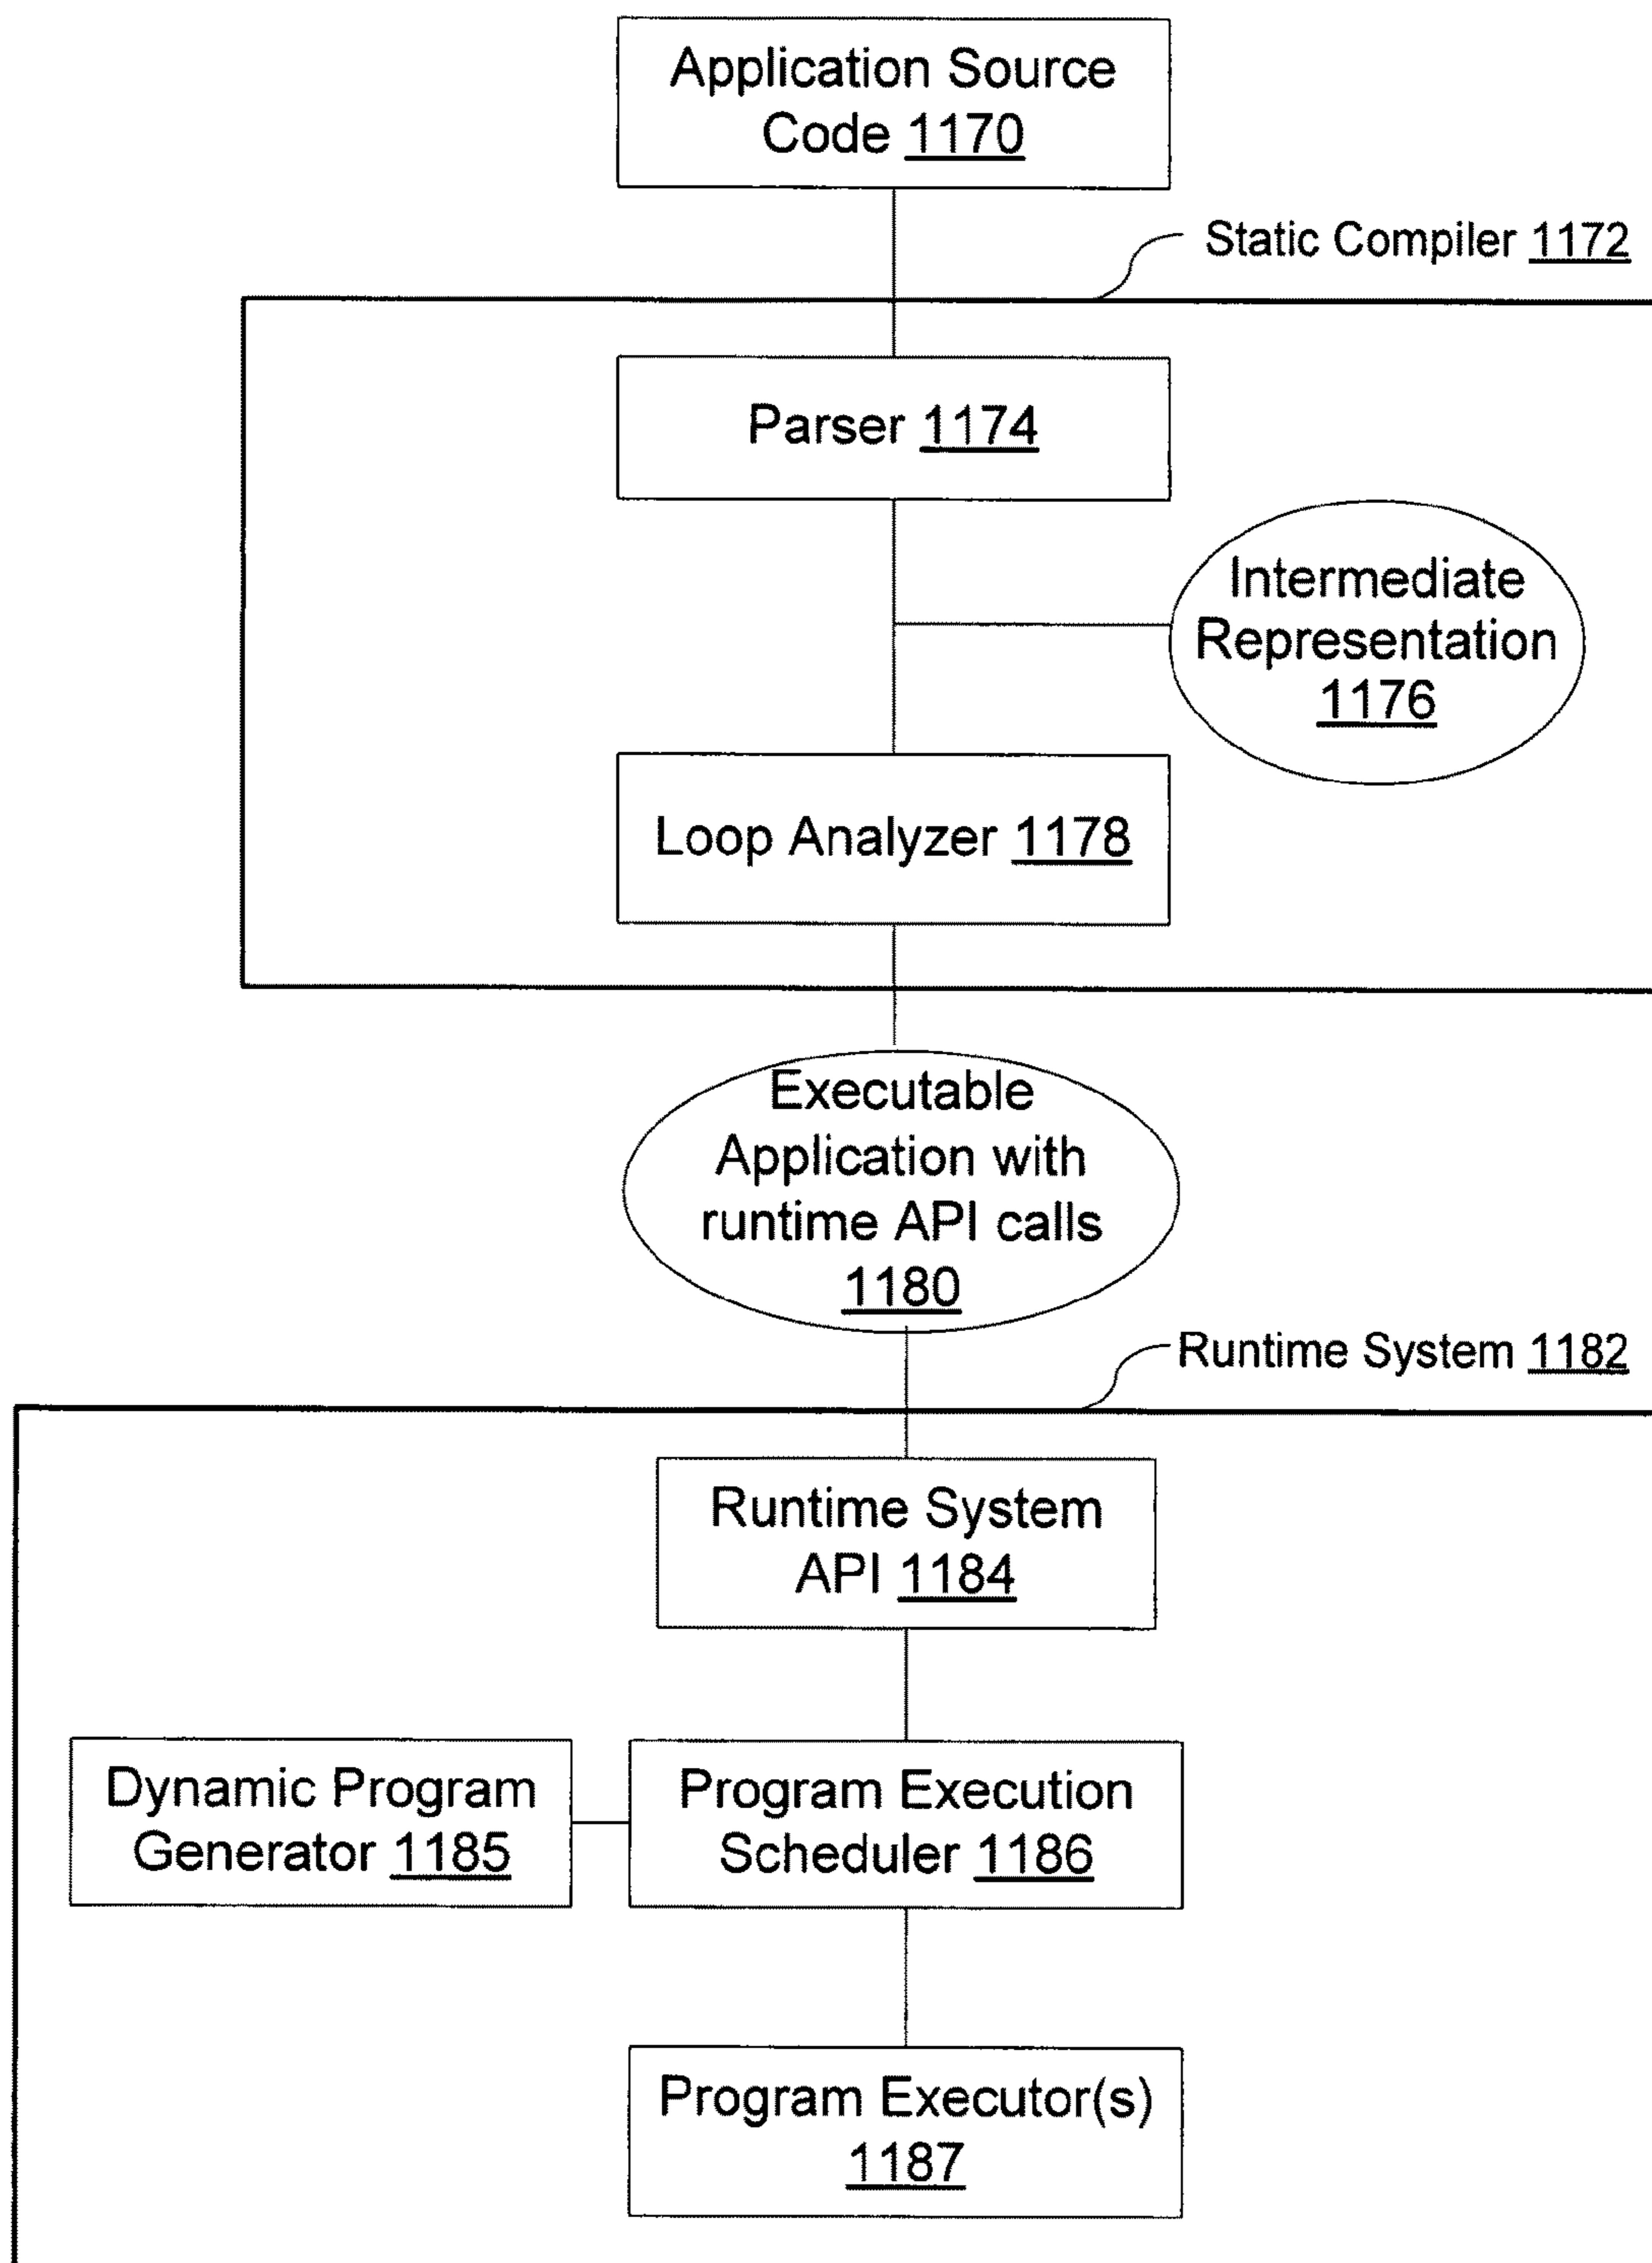 Application Source
Code 1170
Static Compiler 1172
Parser 1174
Intermediate
Representation
1176
Loop Analyzer 1178
Executable
Application with
runtime API calls
1180
Runtime System 1182
Runtime System
API 1184
Dynamic Program
Generator 1185
Program Execution
Scheduler 1186
Program Executor(s)
1187